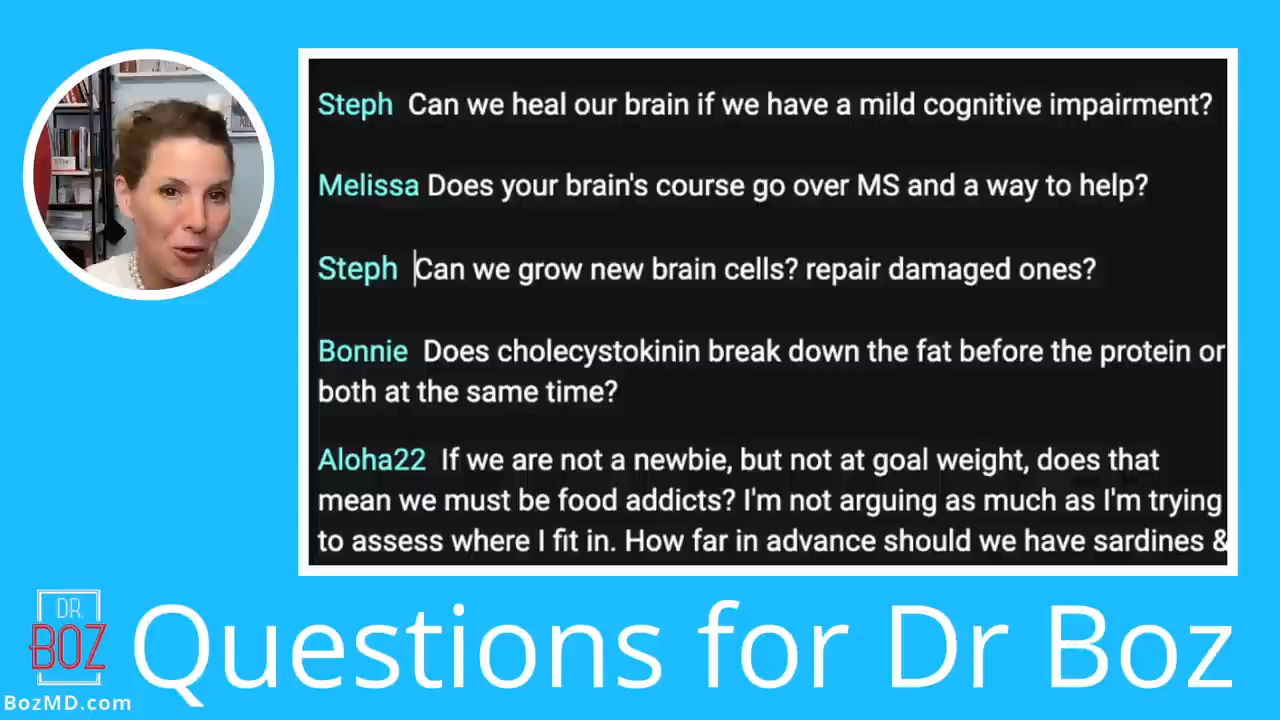 Steph Can we heal our brain if we have a mild cognitive impairment?
Melissa Does your brain's course go over MS and a way to help?
Steph Can we grow new brain cells? repair damaged ones?
Bonnie Does cholecystokinin break down the fat before the protein or
both at the same time?
Aloha22 If we are not a newbie, but not at goal weight, does that
mean we must be food addicts? I'm not arguing as much as I'm trying
to assess where I fit in. How far in advance should we have sardines &
DR.
BOZ
Questions for Dr Boz
BozMD.com